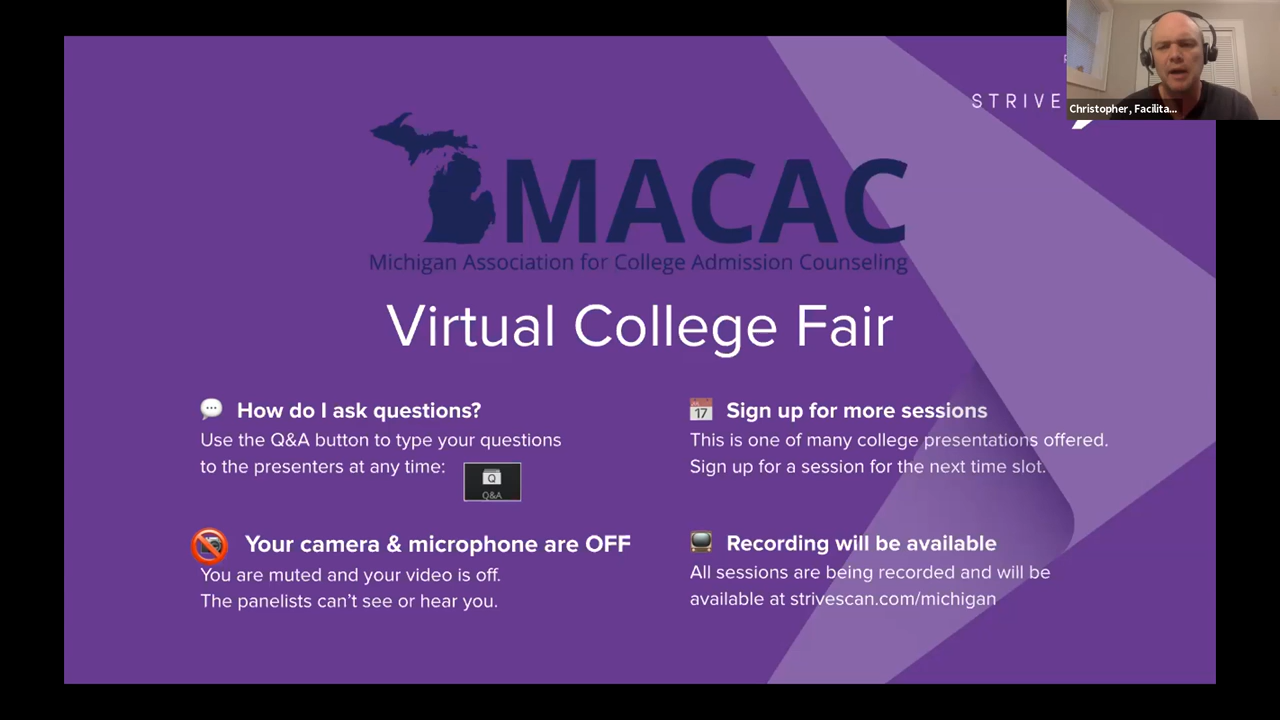 STRIVE
Christopher, Facilita...
MACAC
Michigan Association for College Admission Counseling
Virtual College Fair
How do I ask questions?
Use the Q&A button to type your questions
to the presenters at any time:
Q
Q&A
Your camera & microphone are OFF
You are muted and your video is off.
The panelists can't see or hear you.
17
Sign up for more sessions
This is one of many college presentations offered.
Sign up for a session for the next time slot.
Recording will be available
All sessions are being recorded and will be
available at strivescan.com/michigan